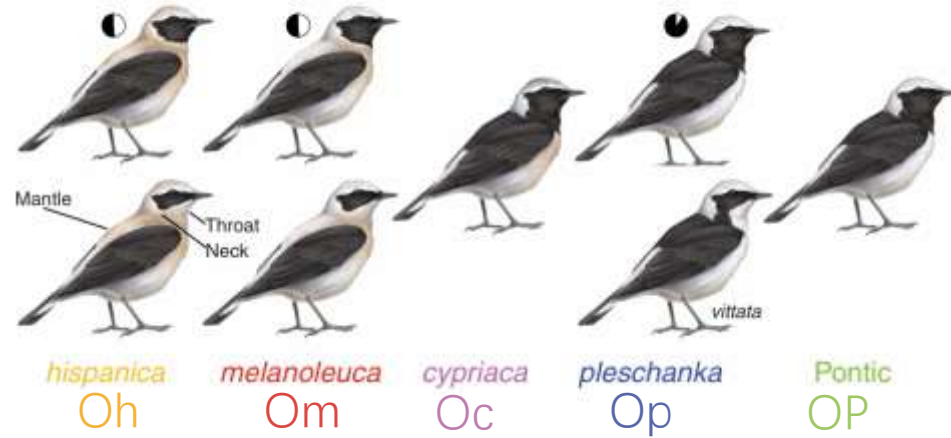 Mantle
Throat
Neck
vittata
hispanica melanoleuca cypriaca pleschanka Pontic
Oh Om Oc Op OP